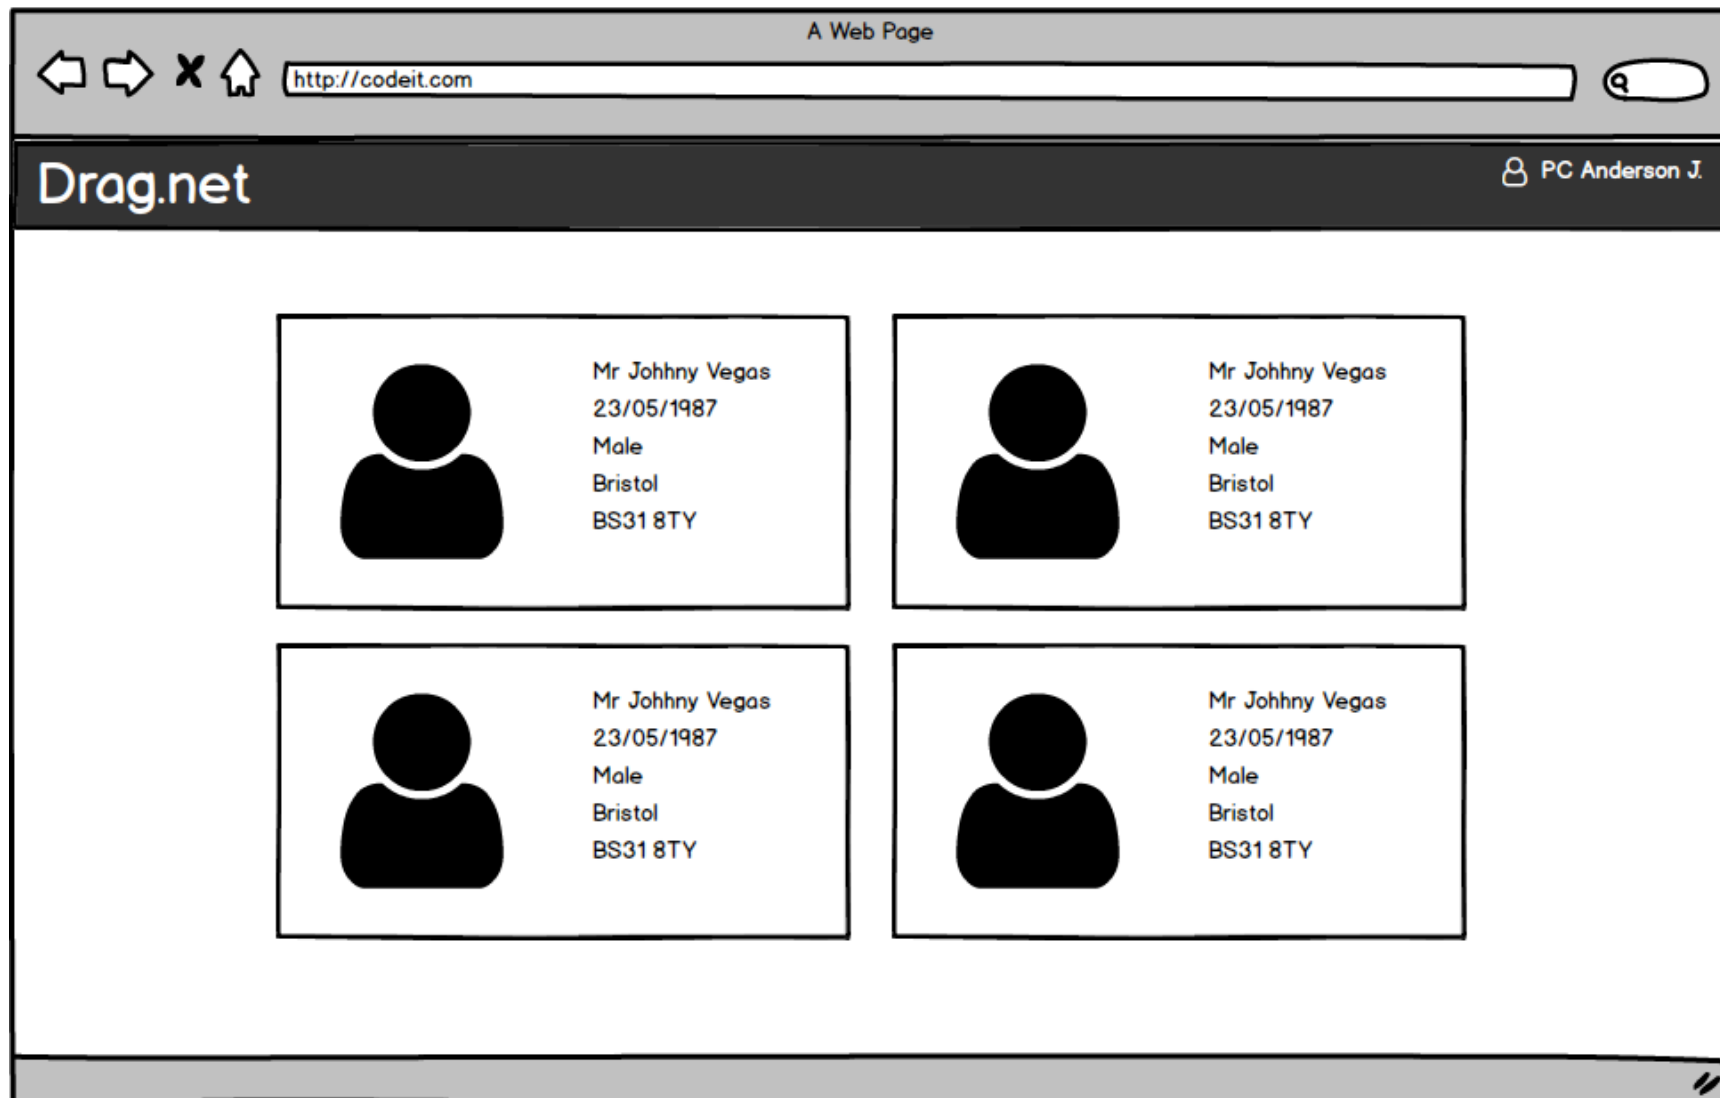 A Web Page
http://codeit.com
Drag.net
PC Anderson J.
Mr Johhny Vegas
23/05/1987
Male
Bristol
BS31 8TY
Mr Johhny Vegas
23/05/1987
Male
Bristol
BS31 8TY
Mr Johhny Vegas
23/05/1987
Male
Bristol
BS31 8TY
Mr Johhny Vegas
23/05/1987
Male
Bristol
BS31 8TY